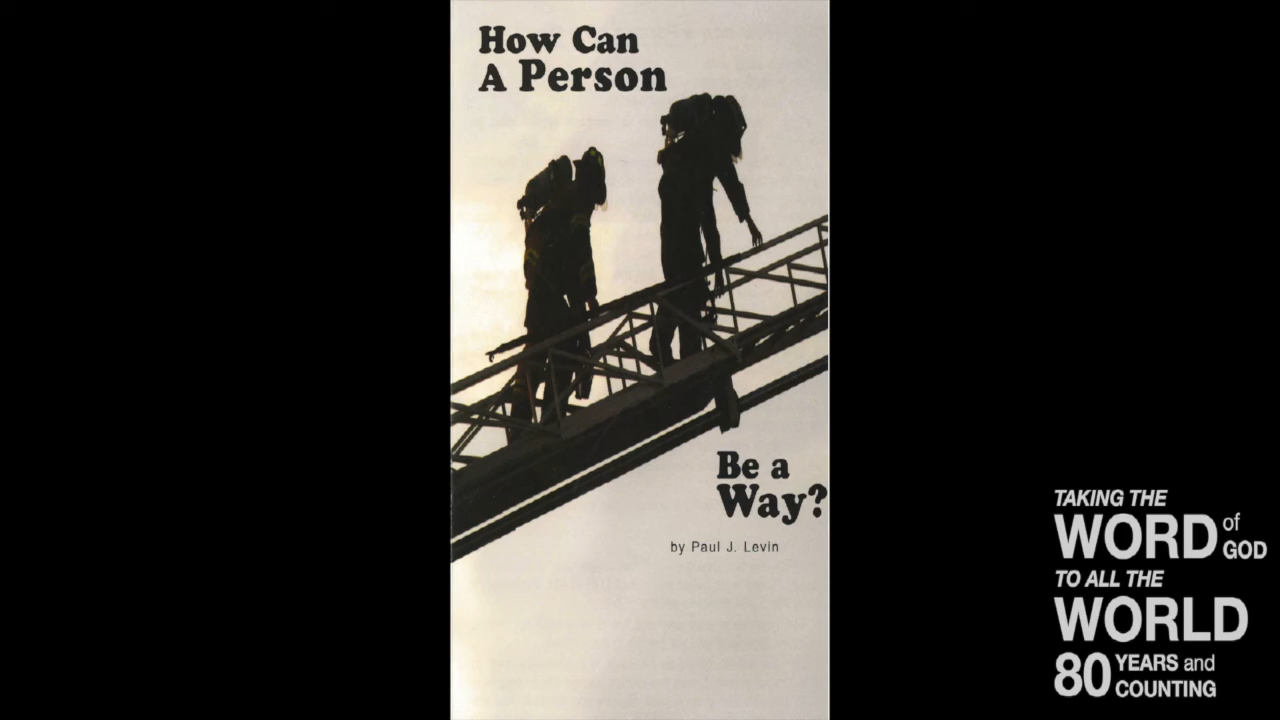 How Can
A Person
Be a
Way?
by Paul J. Levin
TAKING THE
WORD of
GOD
TO ALL THE
WORLD
80 YEARS and
COUNTING